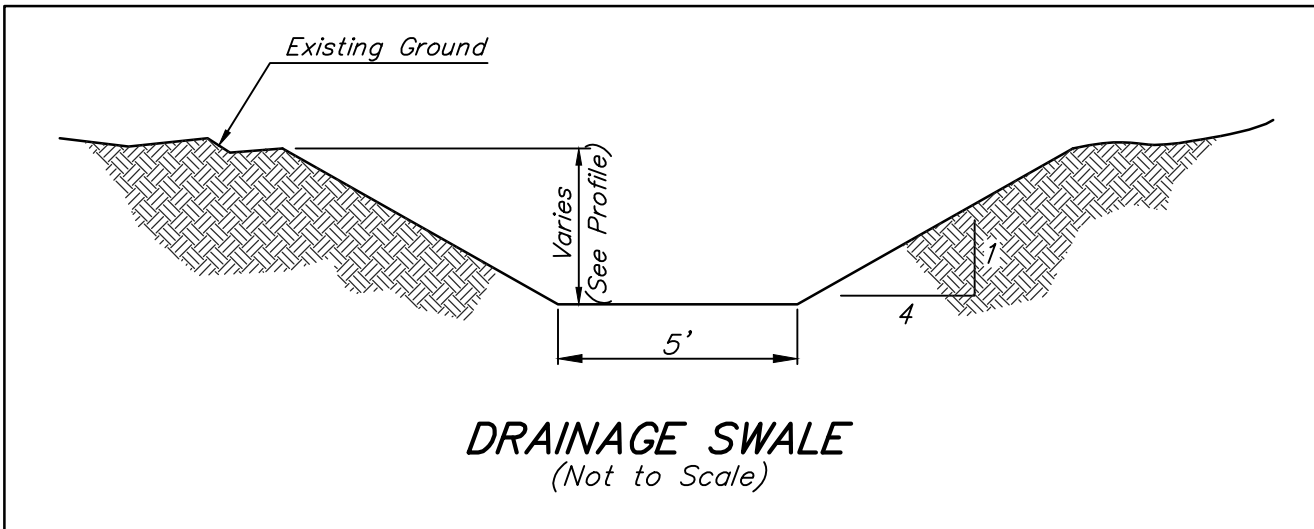 Existing Ground
Varies
(See Profile)
1
4
5'
DRAINAGE SWALE
(Not to Scale)